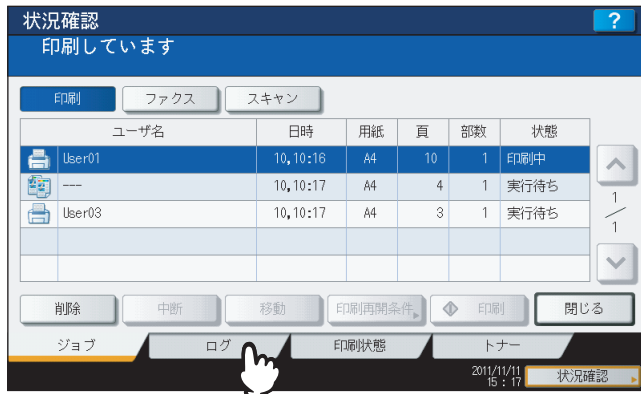 状況確認 ?
印刷しています
印刷 ファクス スキャン
ユーザ名 日時 用紙 頁 部数 状態
User01 10,10:16 A4 10 1 印刷中
--- 10,10:17 A4 4 1 実行待ち
User03 10,10:17 A4 3 1 実行待ち
1
1
削除 中断 移動 印刷再開条件 印刷 閉じる
ジョブ ログ 印刷状態 トナー
2011/11/11
15 : 17 状況確認